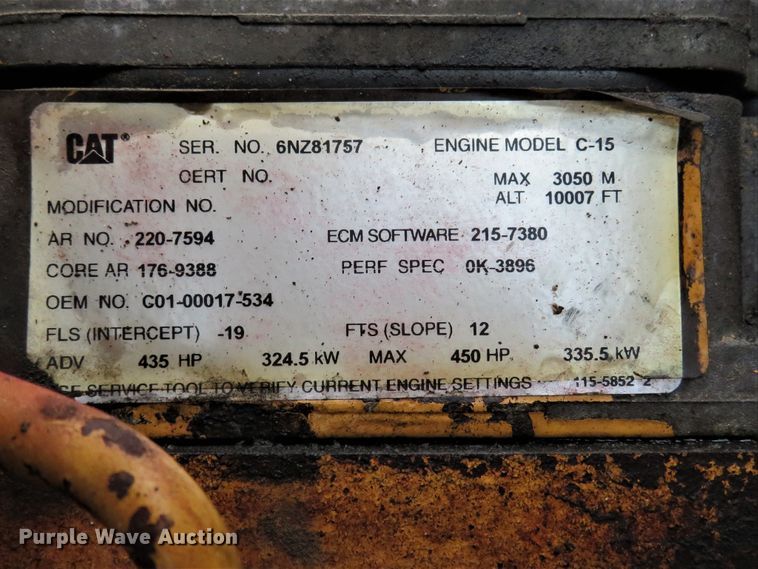 CAT® SER. NO. 6NZ81757 ENGINE MODEL C-15
CERT NO. MAX 3050 M
MODIFICATION NO. ALT 10007 FT
AR NO. 220-7594 ECM SOFTWARE 215-7380
CORE AR 176-9388 PERF SPEC 0K-3896
OEM NO. C01-00017-534
FLS (INTERCEPT) -19 FTS (SLOPE) 12
ADV 435 HP 324.5 kW MAX 450 HP. 335.5 kW
SERVICE TOOL TO VERIFY CURRENT ENGINE SETTINGS 115-5852 2
Purple Wave Auction